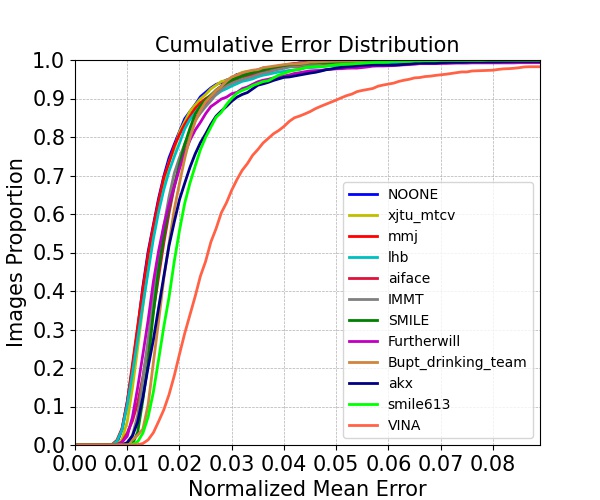 Cumulative Error Distribution
Images Proportion
1.0
0.9
0.8
0.7
0.6
0.5
0.4
0.3
0.2
0.1
0.0
NOONE
xjtu_mtcv
mmj
lhb
aiface
IMMT
SMILE
Furtherwill
Bupt_drinking_team
akx
smile613
VINA
0.00 0.01 0.02 0.03 0.04 0.05 0.06 0.07 0.08
Normalized Mean Error